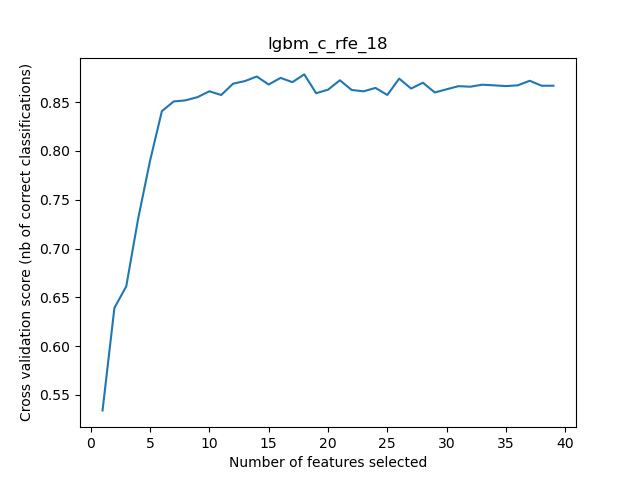 lgbm_c_rfe_18
Cross validation score (nb of correct classifications)
0.85
0.80
0.75
0.70
0.65
0.60
0.55
0 5 10 15 20 25 30 35 40
Number of features selected